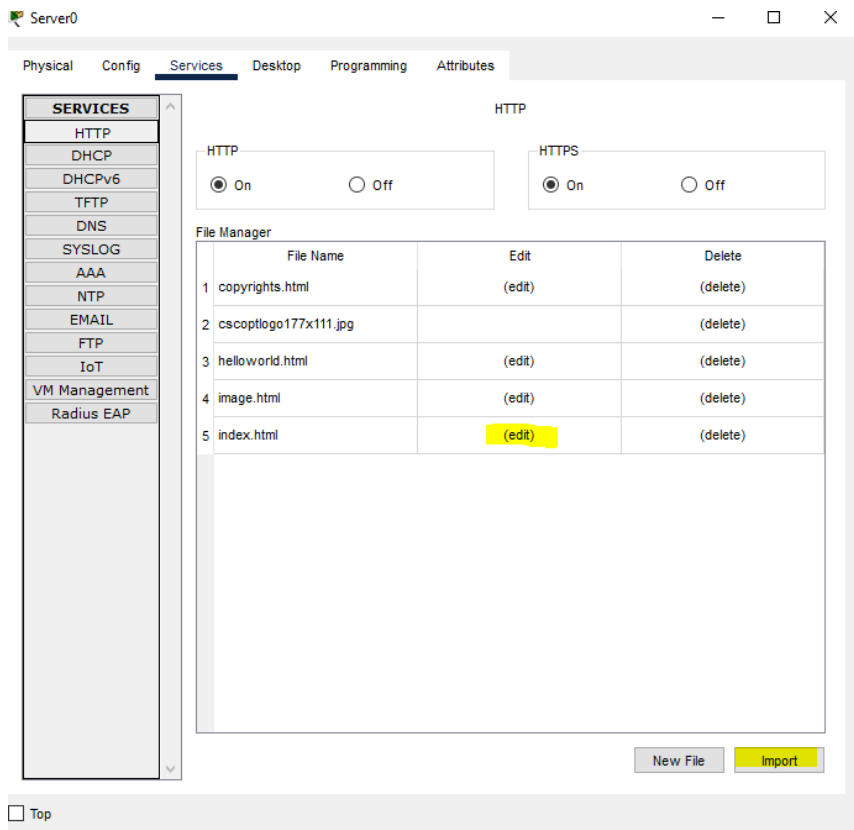 Server0
Physical Config Services Desktop Programming Attributes
SERVICES
HTTP
DHCP
DHCPv6
TFTP
DNS
SYSLOG
AAA
NTP
EMAIL
FTP
IoT
VM Management
Radius EAP
HTTP
HTTP
On Off
HTTPS
On Off
File Manager
File Name Edit Delete
1 copyrights.html (edit) (delete)
2 cscoptlogo177x111.jpg (delete)
3 helloworld.html (edit) (delete)
4 image.html (edit) (delete)
5 index.html (edit) (delete)
New File Import
Top